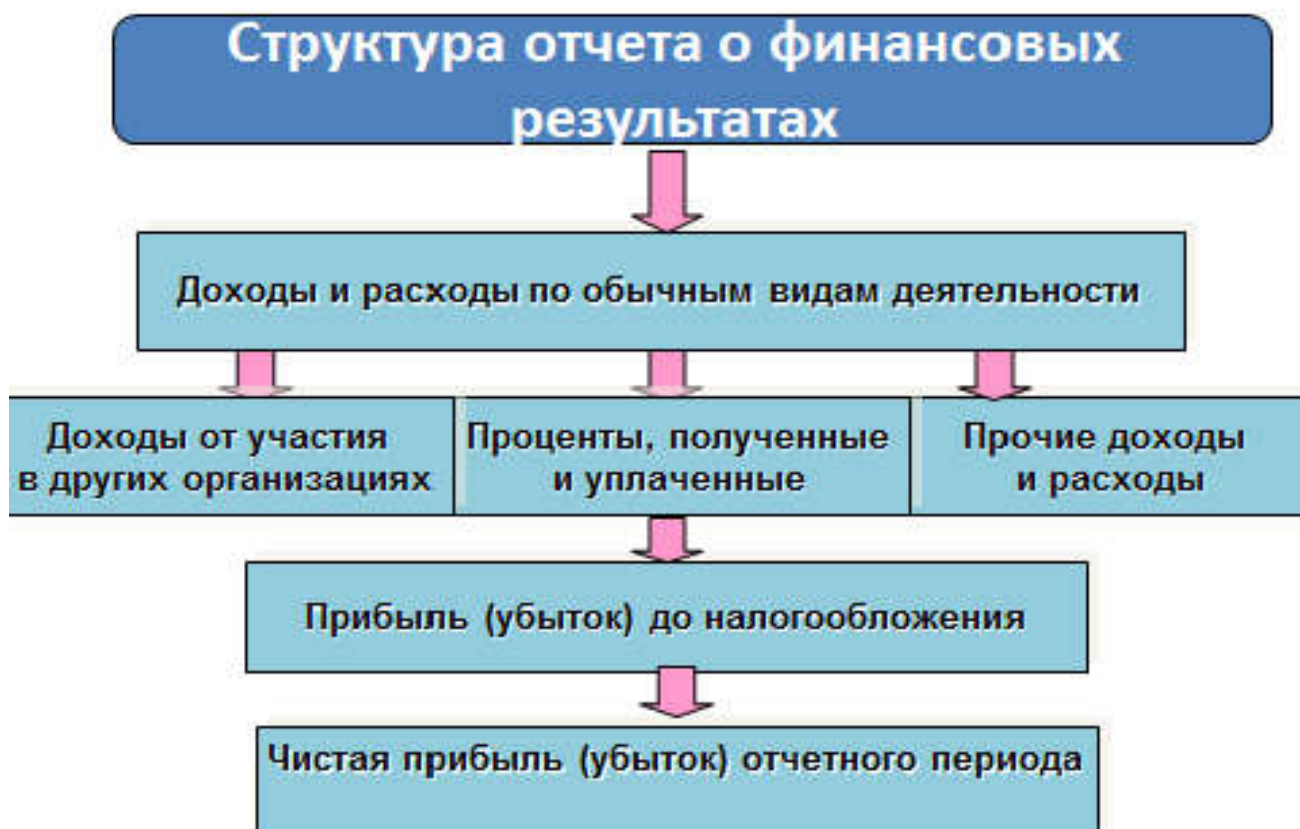 Структура отчета о финансовых
результатах
Доходы и расходы по обычным видам деятельности
Доходы от участия
в других организациях
Проценты, полученные
и уплаченные
Прочие доходы
и расходы
Прибыль (убыток) до налогообложения
Чистая прибыль (убыток) отчетного периода